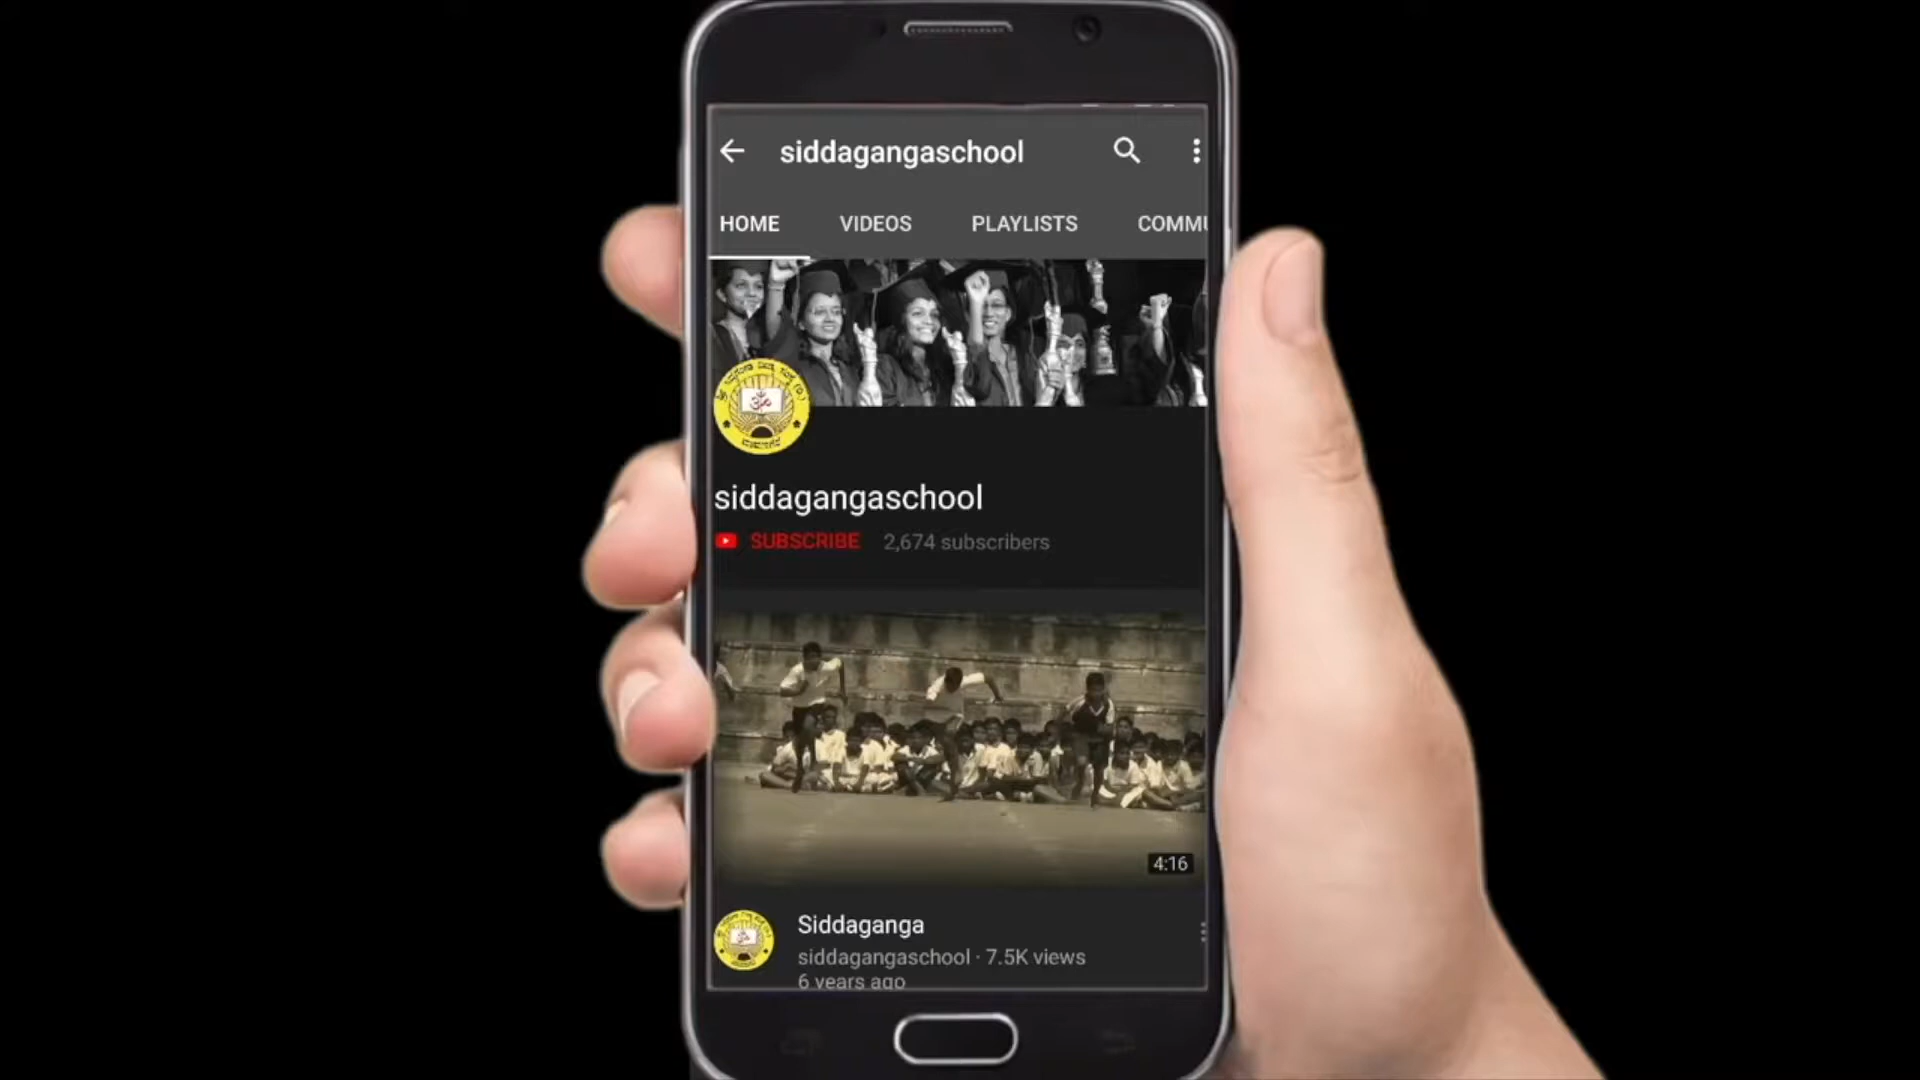 siddagangaschool
HOME VIDEOS PLAYLISTS COMMU
siddagangaschool
SUBSCRIBE 2,674 subscribers
4:16
Siddaganga
siddagangaschool · 7.5K views
6 years ago